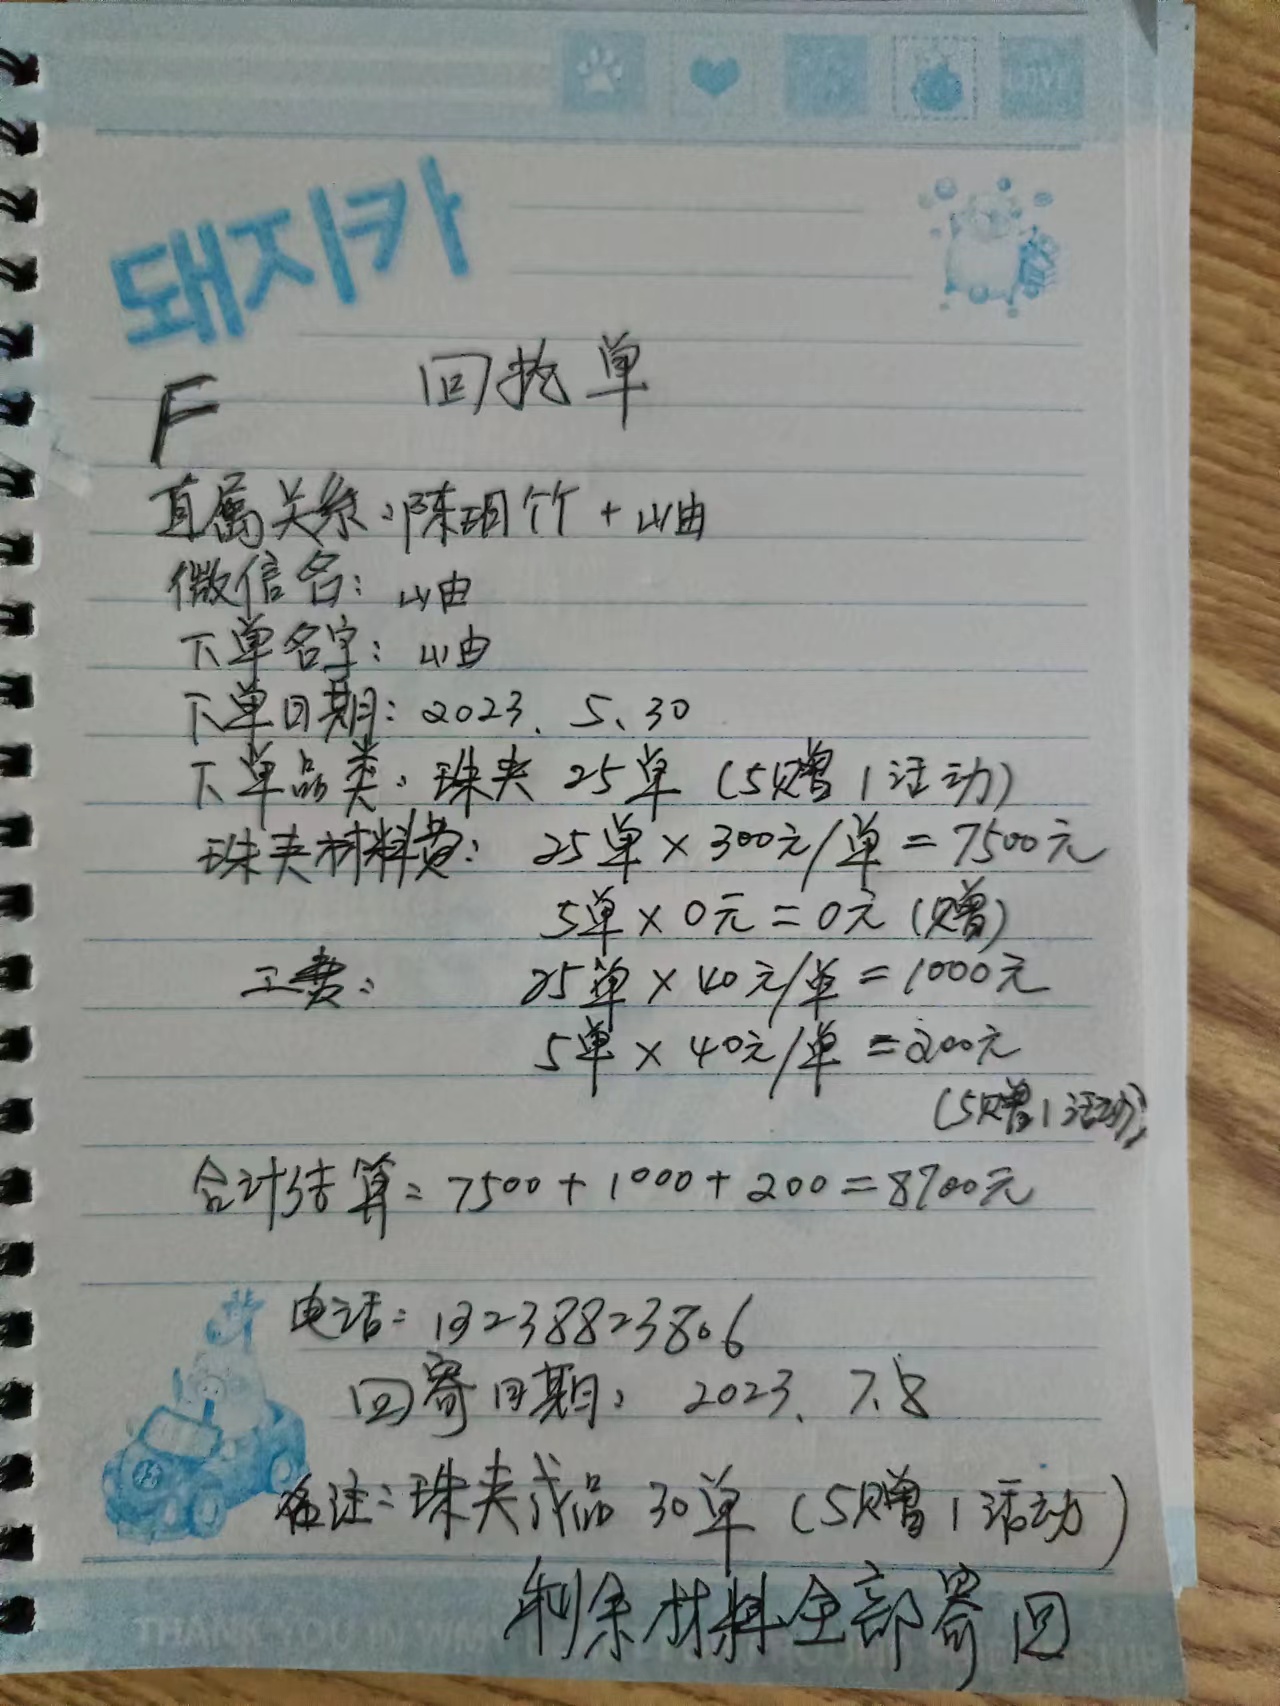 LOVE
돼지카
回执单
F
直属关系:陈玥竹+山由
微信名:山由
下单名字:山由
下单日期:2023.5.30
下单品类:珠夹 25单(5赠1活动)
珠夹材料费:25单×300元/单=7500元
5单×0元=0元(赠)
工费:25单×40元/单=1000元
5单×40元/单=200元
(5赠1活动)
合计结算:7500+1000+200=8700元
电话:13238823806
回寄日期:2023.7.8
备注:珠夹成品 30单(5赠1活动)
剩余材料全部寄回
THANK YOU